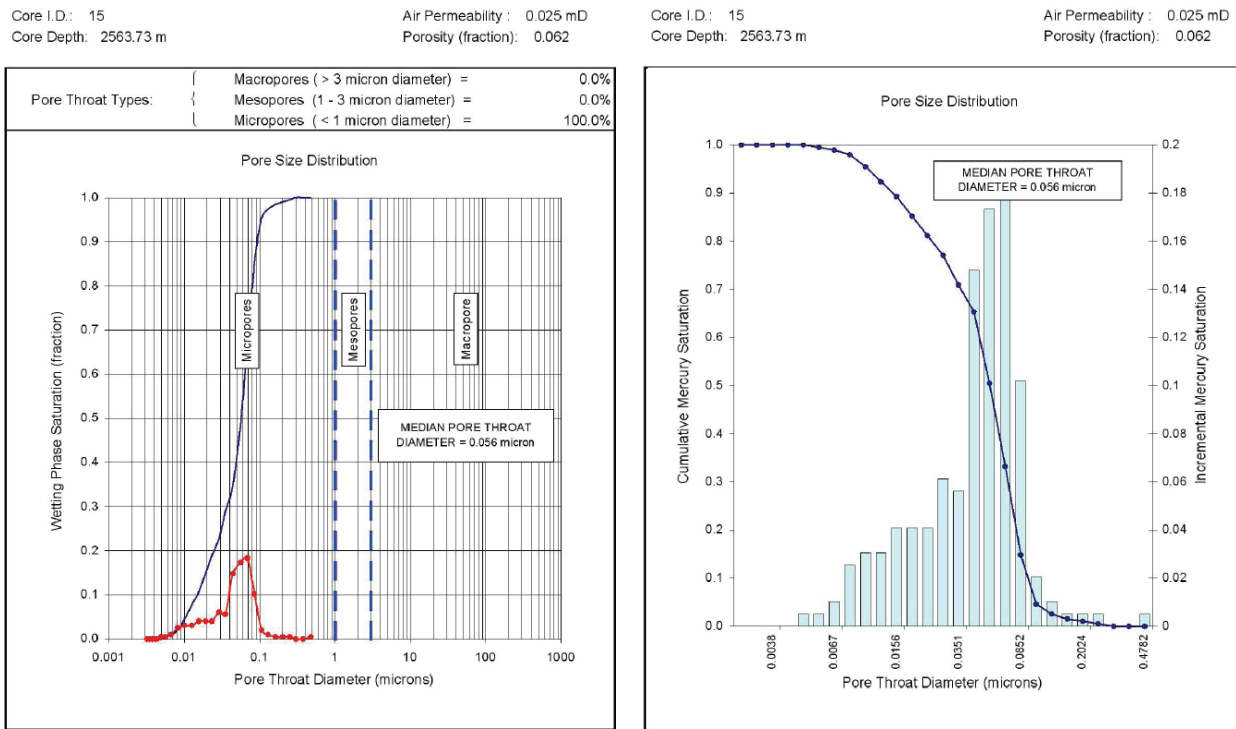 Core I.D.: 15 Air Permeability : 0.025 mD
Core Depth: 2563.73 m Porosity (fraction): 0.062
Macropores ( > 3 micron diameter) = 0.0%
Pore Throat Types: Mesopores (1 - 3 micron diameter) = 0.0%
Micropores ( < 1 micron diameter) = 100.0%
Pore Size Distribution
Wetting Phase Saturation (fraction)
1.0
0.9
0.8
0.7
0.6
0.5
0.4
0.3
0.2
0.1
0.0
Micropores
Mesopores
Macropore
MEDIAN PORE THROAT
DIAMETER = 0.056 micron
0.001 0.01 0.1 1 10 100 1000
Pore Throat Diameter (microns)
Core I.D.: 15 Air Permeability : 0.025 mD
Core Depth: 2563.73 m Porosity (fraction): 0.062
Pore Size Distribution
MEDIAN PORE THROAT
DIAMETER = 0.056 micron
Cumulative Mercury Saturation
1.0
0.9
0.8
0.7
0.6
0.5
0.4
0.3
0.2
0.1
0
0.2
0.18
0.16
0.14
0.12
0.1
0.08
0.06
0.04
0.02
0
Incremental Mercury Saturation
0.0038 0.0067 0.0156 0.0351 0.0852 0.2024 0.4782
Pore Throat Diameter (microns)